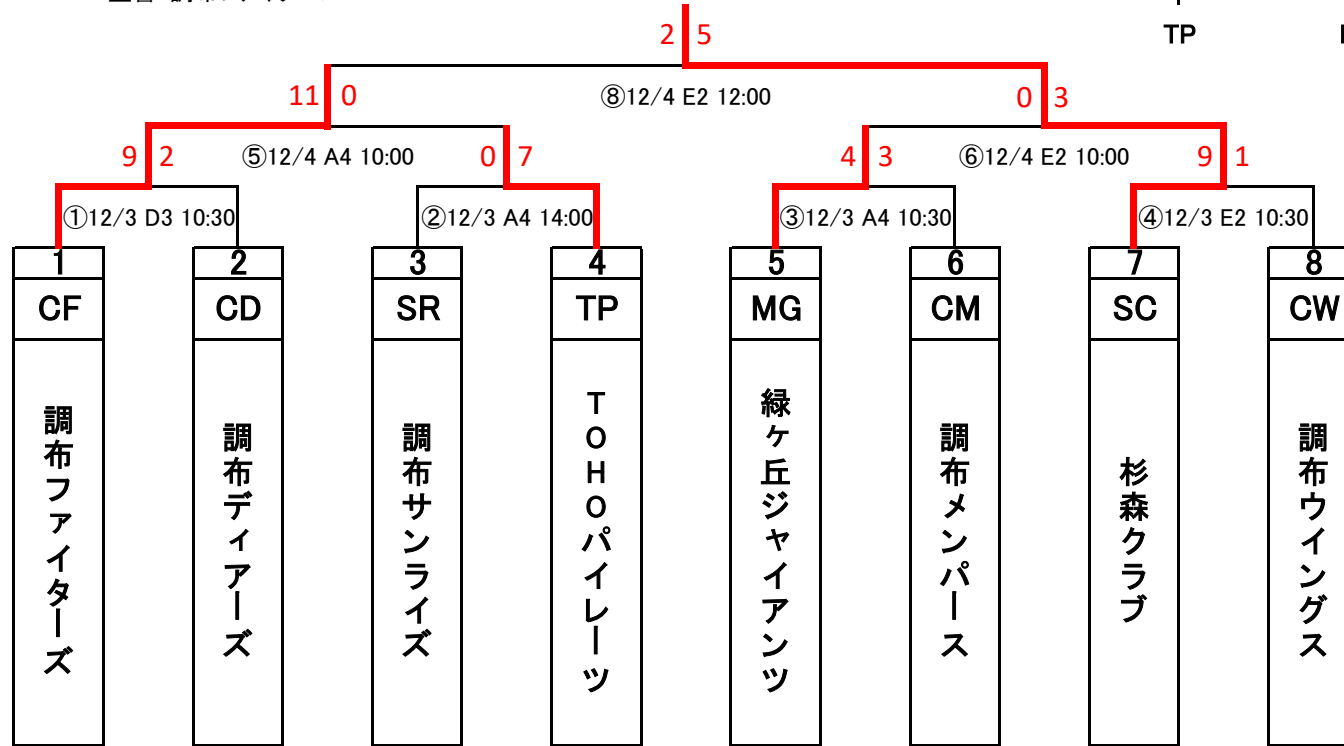 TP
2 5
11 0 ⑧12/4 E2 12:00 0 3
9 2 ⑤12/4 A4 10:00 0 7 4 3 ⑥12/4 E2 10:00 9 1
①12/3 D3 10:30 ②12/3 A4 14:00 ③12/3 A4 10:30 ④12/3 E2 10:30
1 2 3 4 5 6 7 8
CF CD SR TP MG CM SC CW
調布ファイターズ
調布ディアーズ
調布サンライズ
TOHOパイレーツ
緑ヶ丘ジャイアンツ
調布メンパース
杉森クラブ
調布ウイングス